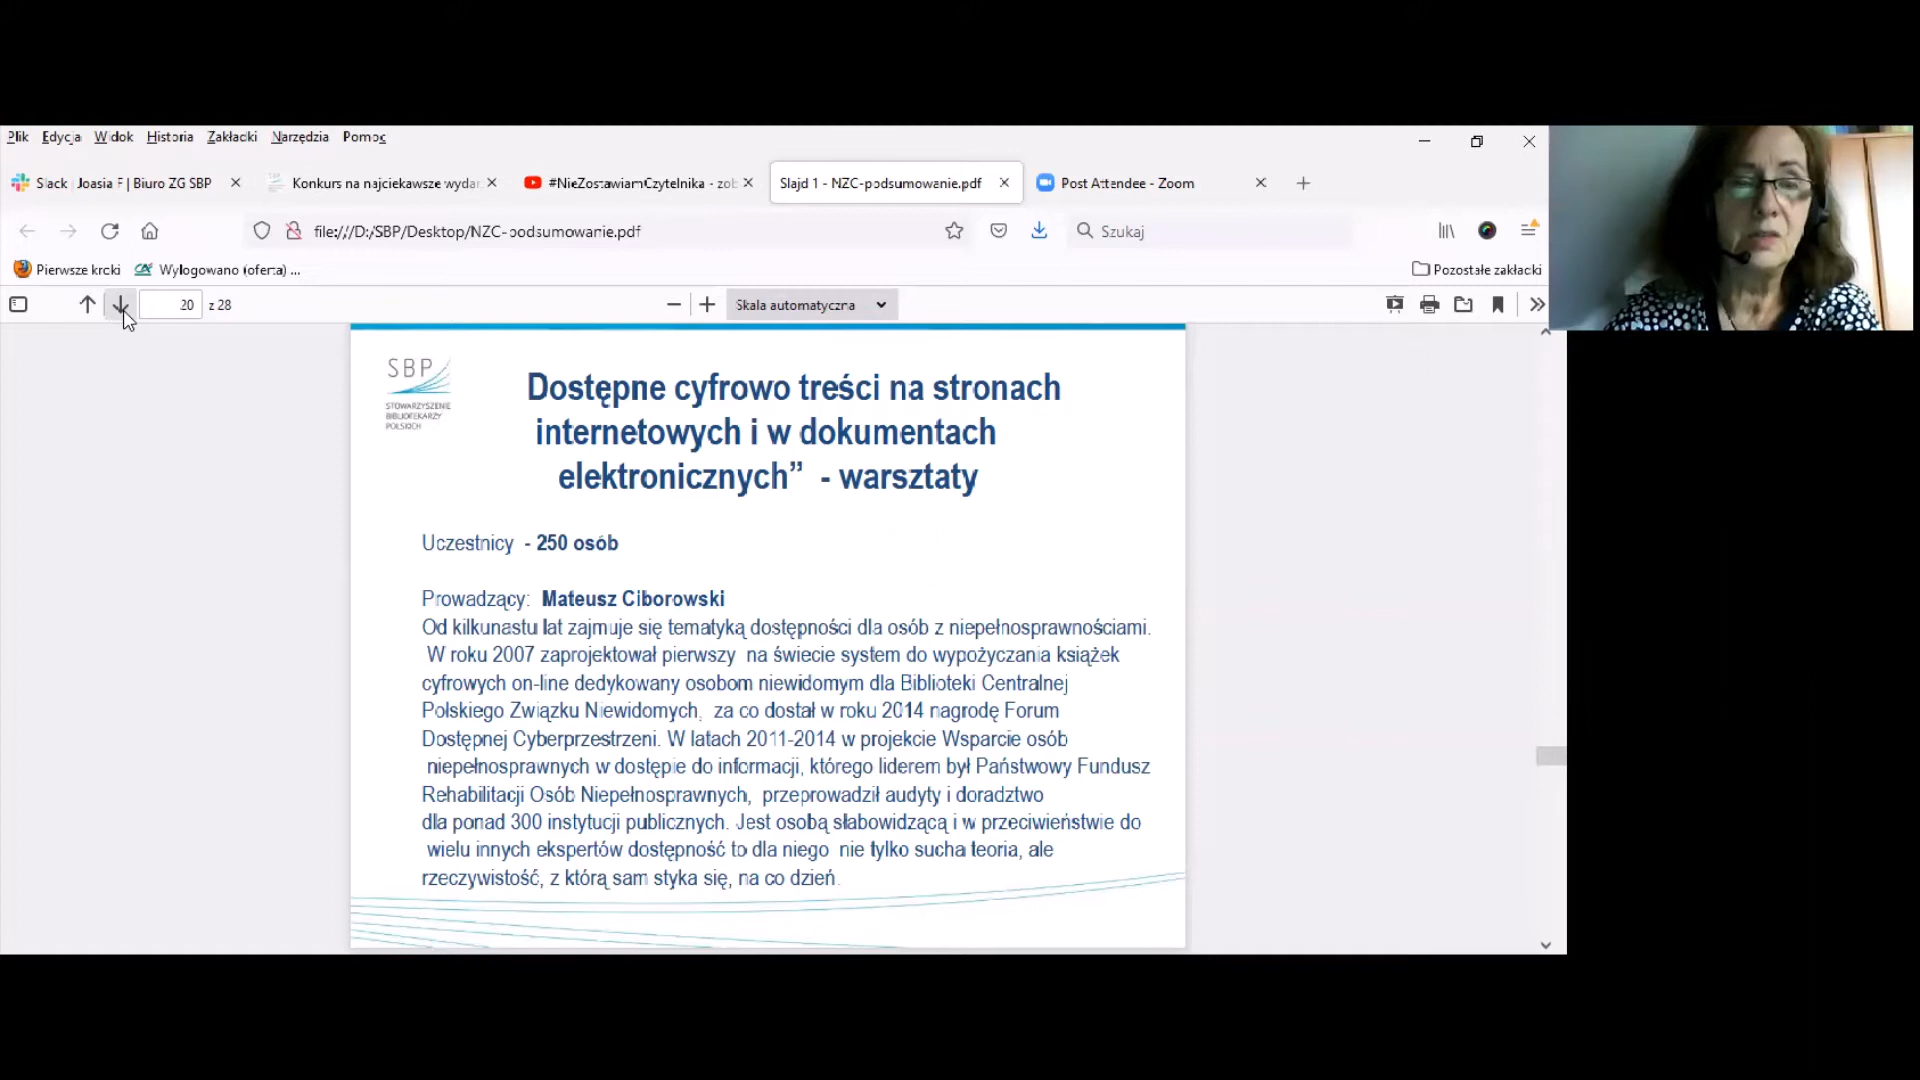 Plik Edycja Widok Historia Zakładki Narzędzia Pomoc
Slack | Joasia F | Biuro ZG SBP
Konkurs na najciekawsze wydar
#NieZostawiamCzytelnika - zob
Slajd 1 - NZC-podsumowanie.pdf
Post Attendee - Zoom
file:///D:/SBP/Desktop/NZC-podsumowanie.pdf
Szukaj
Pierwsze kroki
Wylogowano (oferta) ...
Pozostałe zakładki
20 z 28
Skala automatyczna
SBP
STOWARZYSZENIE
BIBLIOTEKARZY
POLSKICH
Dostępne cyfrowo treści na stronach
internetowych i w dokumentach
elektronicznych” - warsztaty
Uczestnicy - 250 osób
Prowadzący: Mateusz Ciborowski
Od kilkunastu lat zajmuje się tematyką dostępności dla osób z niepełnosprawnościami.
W roku 2007 zaprojektował pierwszy na świecie system do wypożyczania książek
cyfrowych on-line dedykowany osobom niewidomym dla Biblioteki Centralnej
Polskiego Związku Niewidomych, za co dostał w roku 2014 nagrodę Forum
Dostępnej Cyberprzestrzeni. W latach 2011-2014 w projekcie Wsparcie osób
niepełnosprawnych w dostępie do informacji, którego liderem był Państwowy Fundusz
Rehabilitacji Osób Niepełnosprawnych, przeprowadził audyty i doradztwo
dla ponad 300 instytucji publicznych. Jest osobą słabowidzącą i w przeciwieństwie do
wielu innych ekspertów dostępność to dla niego nie tylko sucha teoria, ale
rzeczywistość, z którą sam styka się, na co dzień.